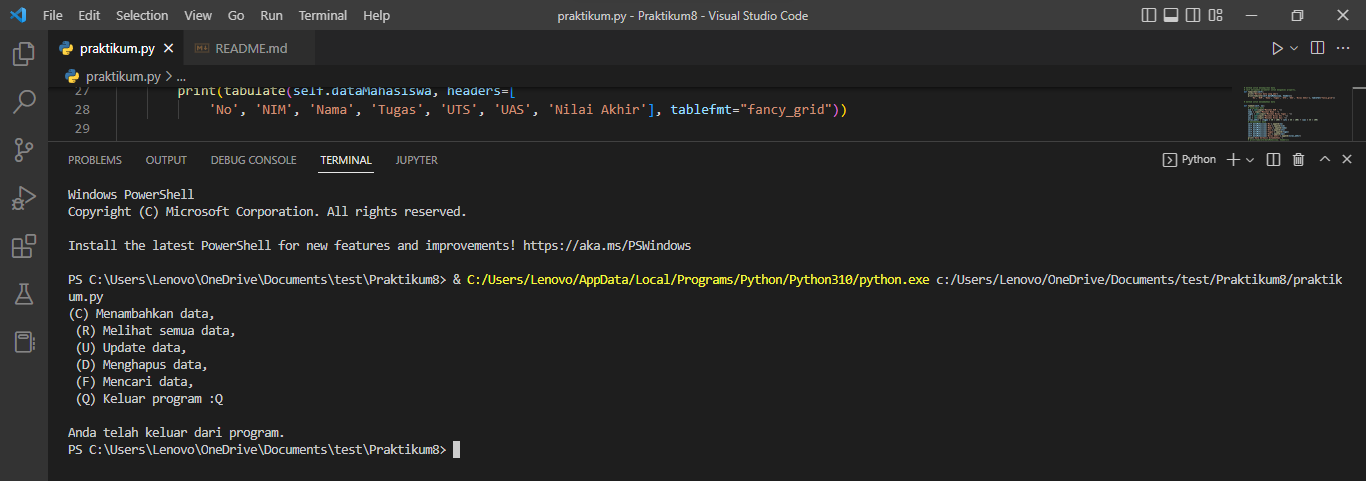 File Edit Selection View Go Run Terminal Help praktikum.py - Praktikum8 - Visual Studio Code
praktikum.py README.md
praktikum.py > ...
27 print(tabulate(self.dataMahasiswa, headers=[
28 'No', 'NIM', 'Nama', 'Tugas', 'UTS', 'UAS', 'Nilai Akhir'], tablefmt="fancy_grid"))
29
PROBLEMS OUTPUT DEBUG CONSOLE TERMINAL JUPYTER Python
Windows PowerShell
Copyright (C) Microsoft Corporation. All rights reserved.
Install the latest PowerShell for new features and improvements! https://aka.ms/PSWindows
PS C:\Users\Lenovo\OneDrive\Documents\test\Praktikum8> & C:/Users/Lenovo/AppData/Local/Programs/Python/Python310/python.exe c:/Users/Lenovo/OneDrive/Documents/test/Praktikum8/praktik
um.py
(C) Menambahkan data,
(R) Melihat semua data,
(U) Update data,
(D) Menghapus data,
(F) Mencari data,
(Q) Keluar program :Q
Anda telah keluar dari program.
PS C:\Users\Lenovo\OneDrive\Documents\test\Praktikum8>